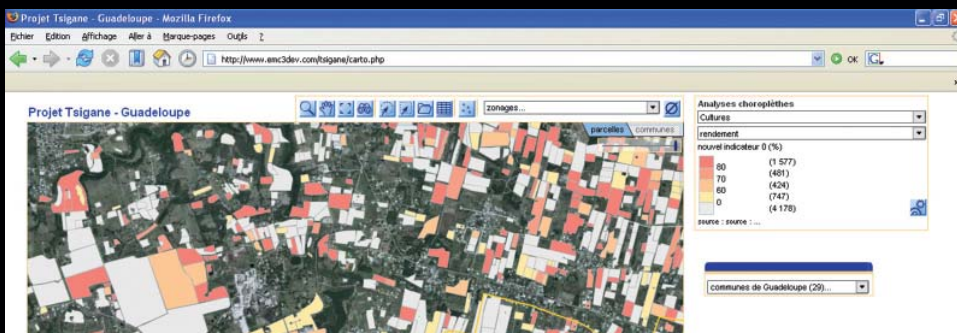 Projet Tsigane - Guadeloupe - Mozilla Firefox
Fichier Edition Affichage Aller à Marque-pages Outils ?
http://www.emc3dev.com/tsigane/carto.php OK
Projet Tsigane - Guadeloupe
zonages...
parcelles communes
Analyses choroplèthes
Cultures
rendement
nouvel indicateur 0 (%)
(1 577)
80
(481)
70
(424)
60
(747)
0
(4 178)
source : source : ...
communes de Guadeloupe (29)...